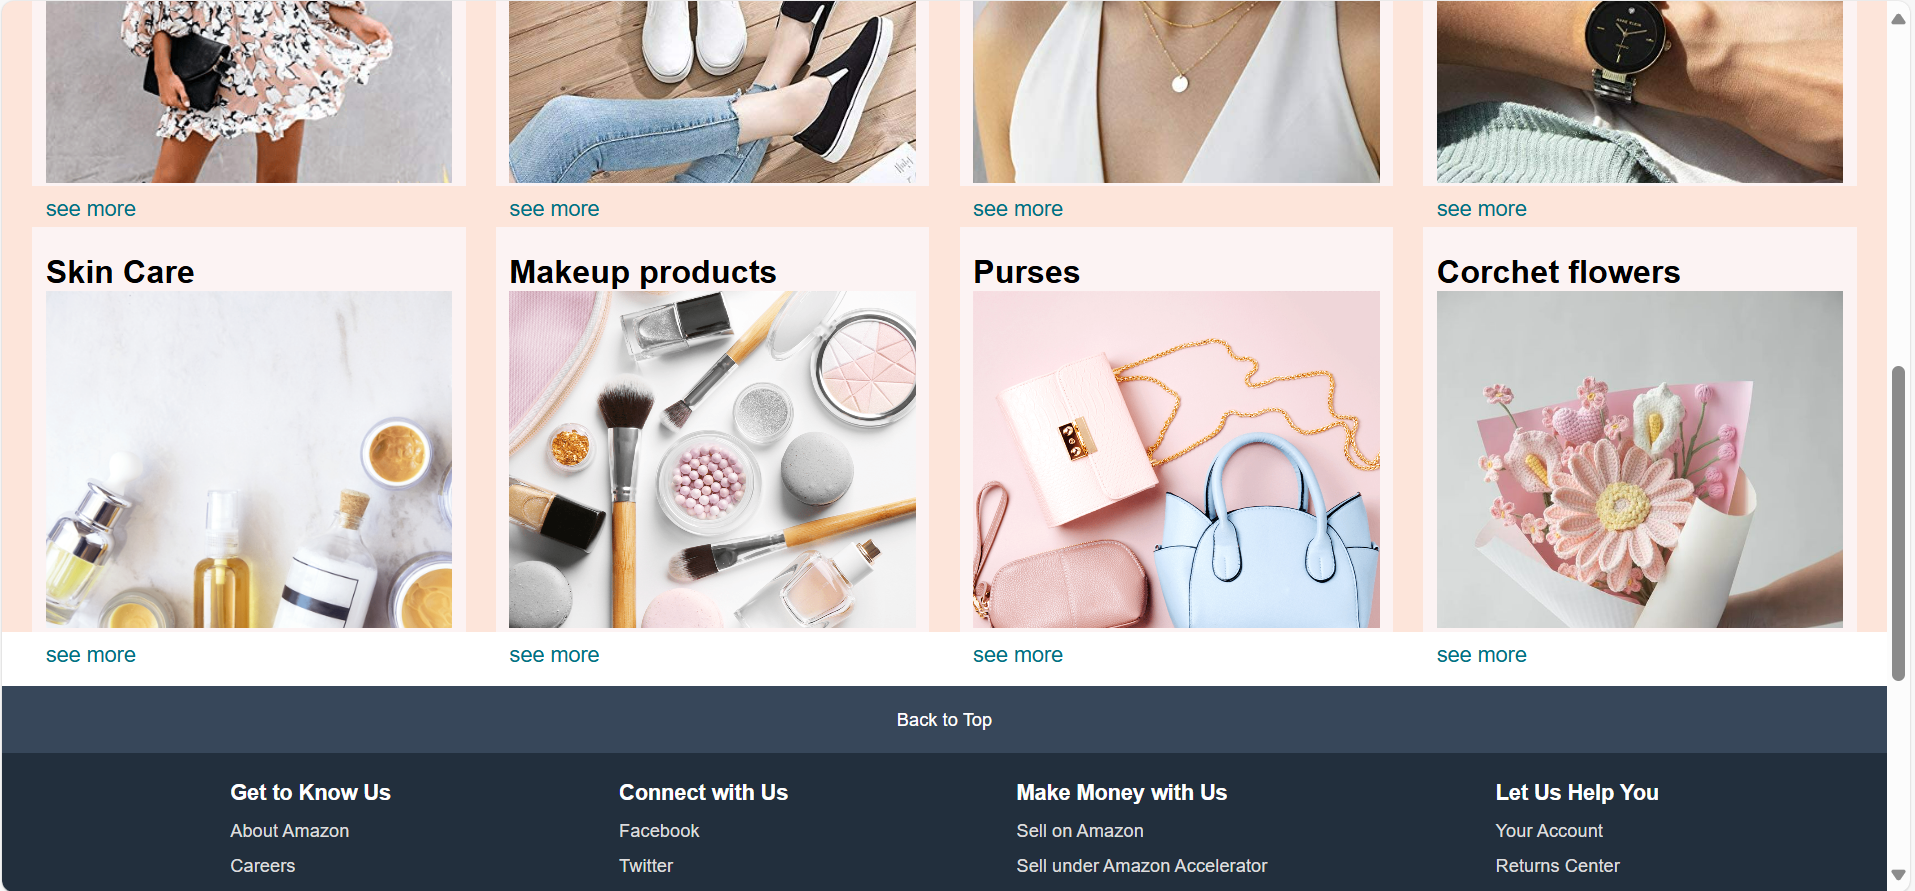 see more see more see more see more
Skin Care Makeup products Purses Corchet flowers
see more see more see more see more
Back to Top
Get to Know Us Connect with Us Make Money with Us Let Us Help You
About Amazon Facebook Sell on Amazon Your Account
Careers Twitter Sell under Amazon Accelerator Returns Center